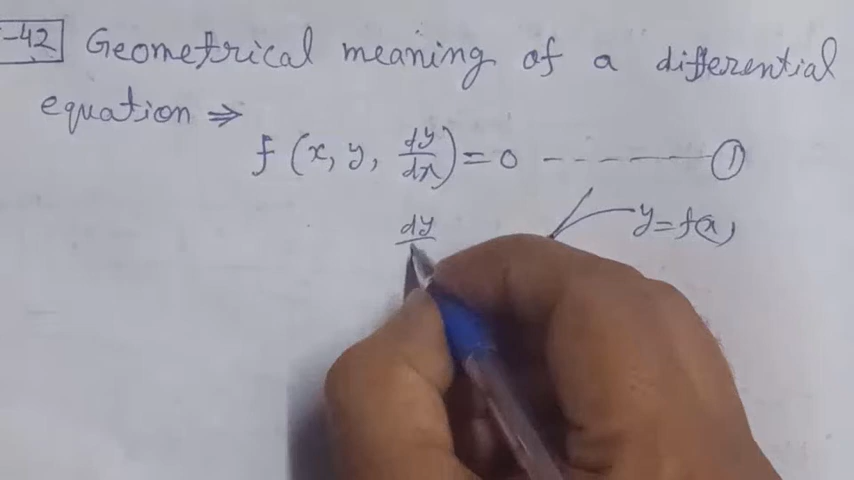 -42 Geometrical meaning of a differential
equation ⇒
f (x, y, dy/dx) = 0 ------- ①
y = f(x)
dy